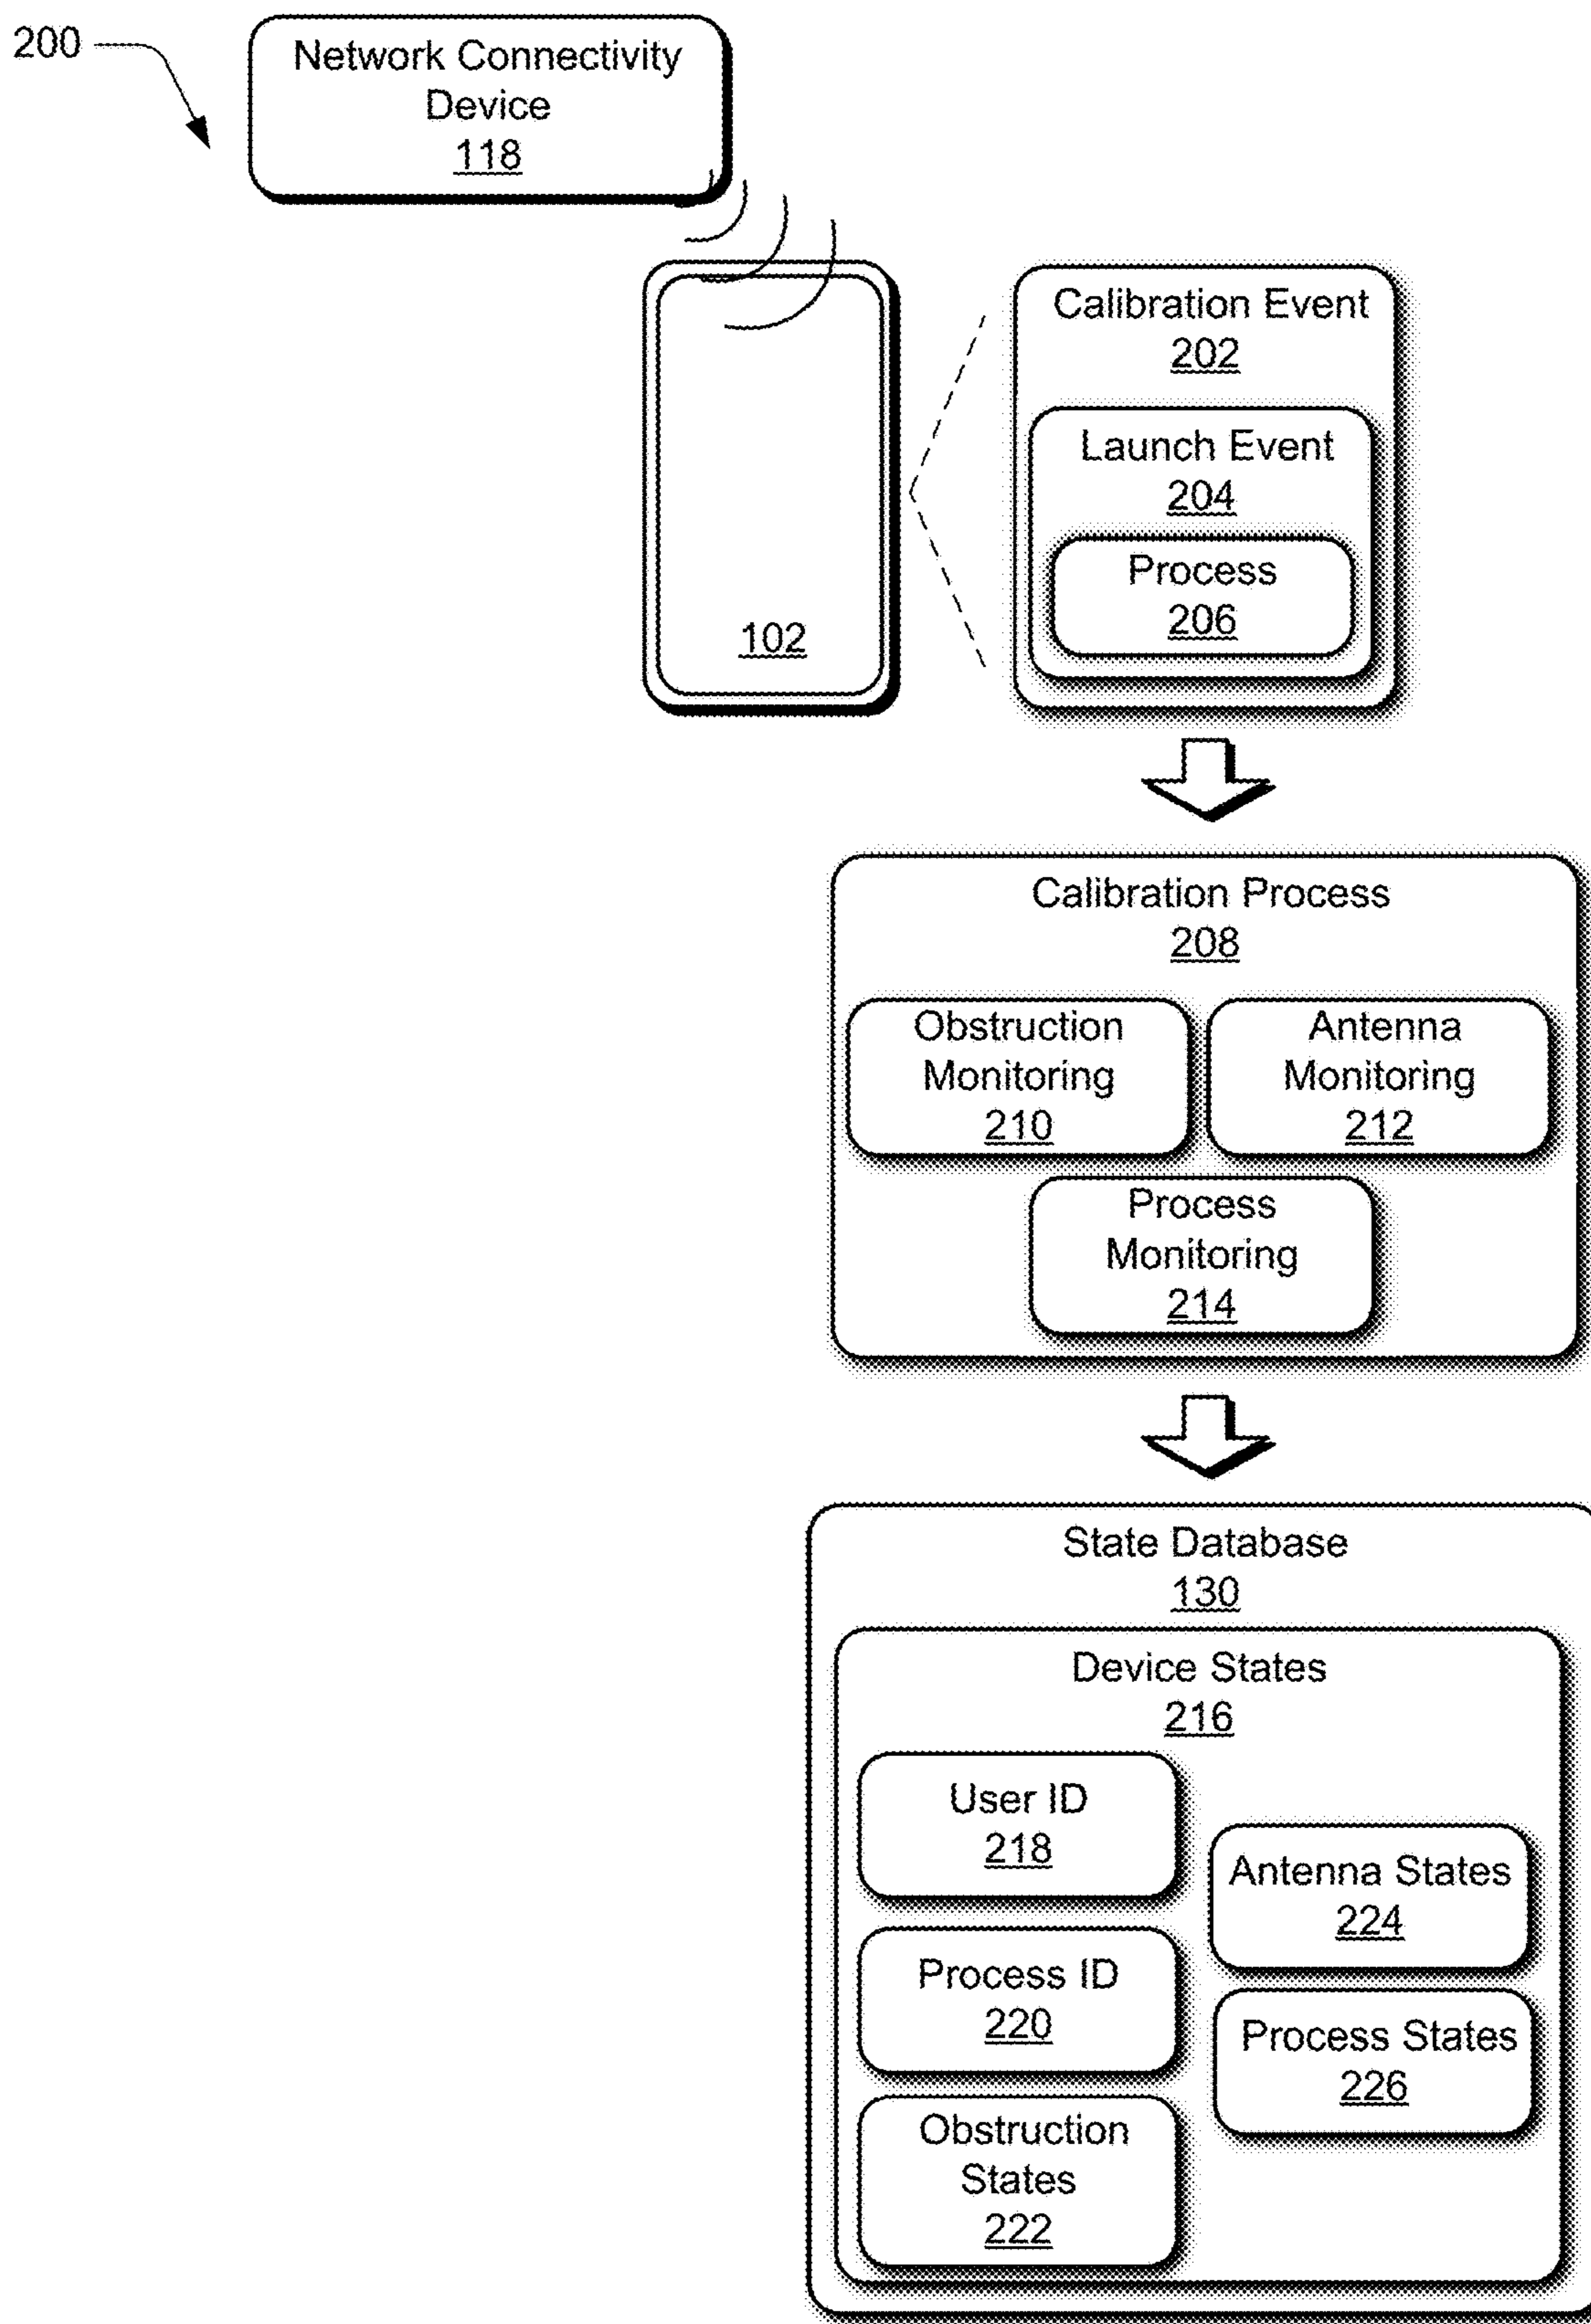 200
Network Connectivity
Device
118
102
Calibration Event
202
Launch Event
204
Process
206
Calibration Process
208
Obstruction
Monitoring
210
Antenna
Monitoring
212
Process
Monitoring
214
State Database
130
Device States
216
User ID
218
Process ID
220
Obstruction
States
222
Antenna States
224
Process States
226